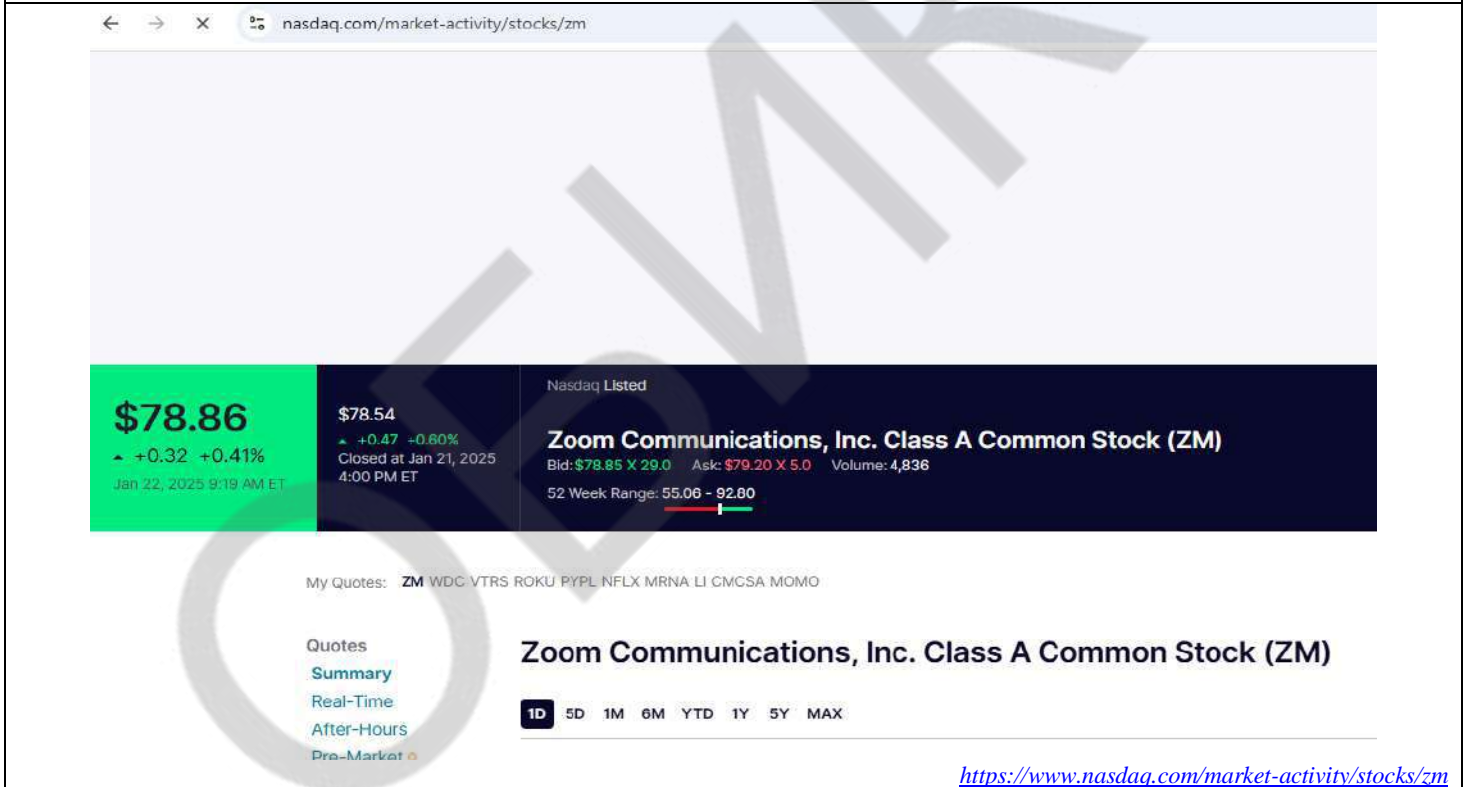 nasdaq.com/market-activity/stocks/zm
$78.86
+0.32 +0.41%
Jan 22, 2025 9:19 AM ET
$78.54
+0.47 +0.60%
Closed at Jan 21, 2025
4:00 PM ET
Nasdaq Listed
Zoom Communications, Inc. Class A Common Stock (ZM)
Bid: $78.85 X 29.0 Ask: $79.20 X 5.0 Volume: 4,836
52 Week Range: 55.06 - 92.80
My Quotes: ZM WDC VTRS ROKU PYPL NFLX MRNA LI CMCSA MOMO
Quotes
Summary
Real-Time
After-Hours
Pre-Market
Zoom Communications, Inc. Class A Common Stock (ZM)
1D 5D 1M 6M YTD 1Y 5Y MAX
https://www.nasdaq.com/market-activity/stocks/zm